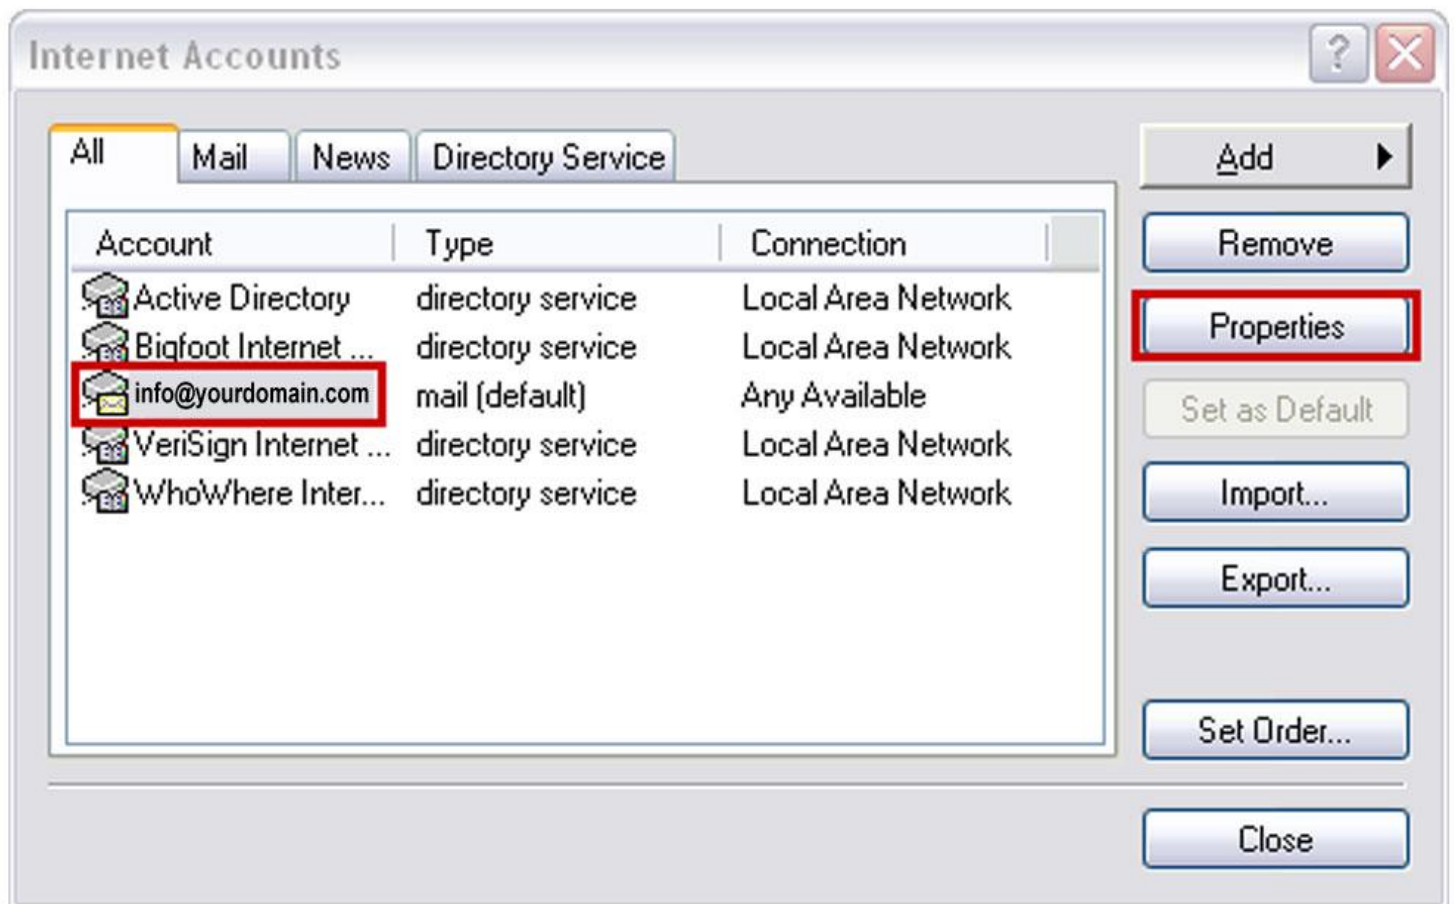 Internet Accounts
All Mail News Directory Service
Add
Account Type Connection
Remove
Active Directory directory service Local Area Network
Properties
Bigfoot Internet ... directory service Local Area Network
info@yourdomain.com mail (default) Any Available
Set as Default
VeriSign Internet ... directory service Local Area Network
WhoWhere Inter... directory service Local Area Network
Import...
Export...
Set Order...
Close